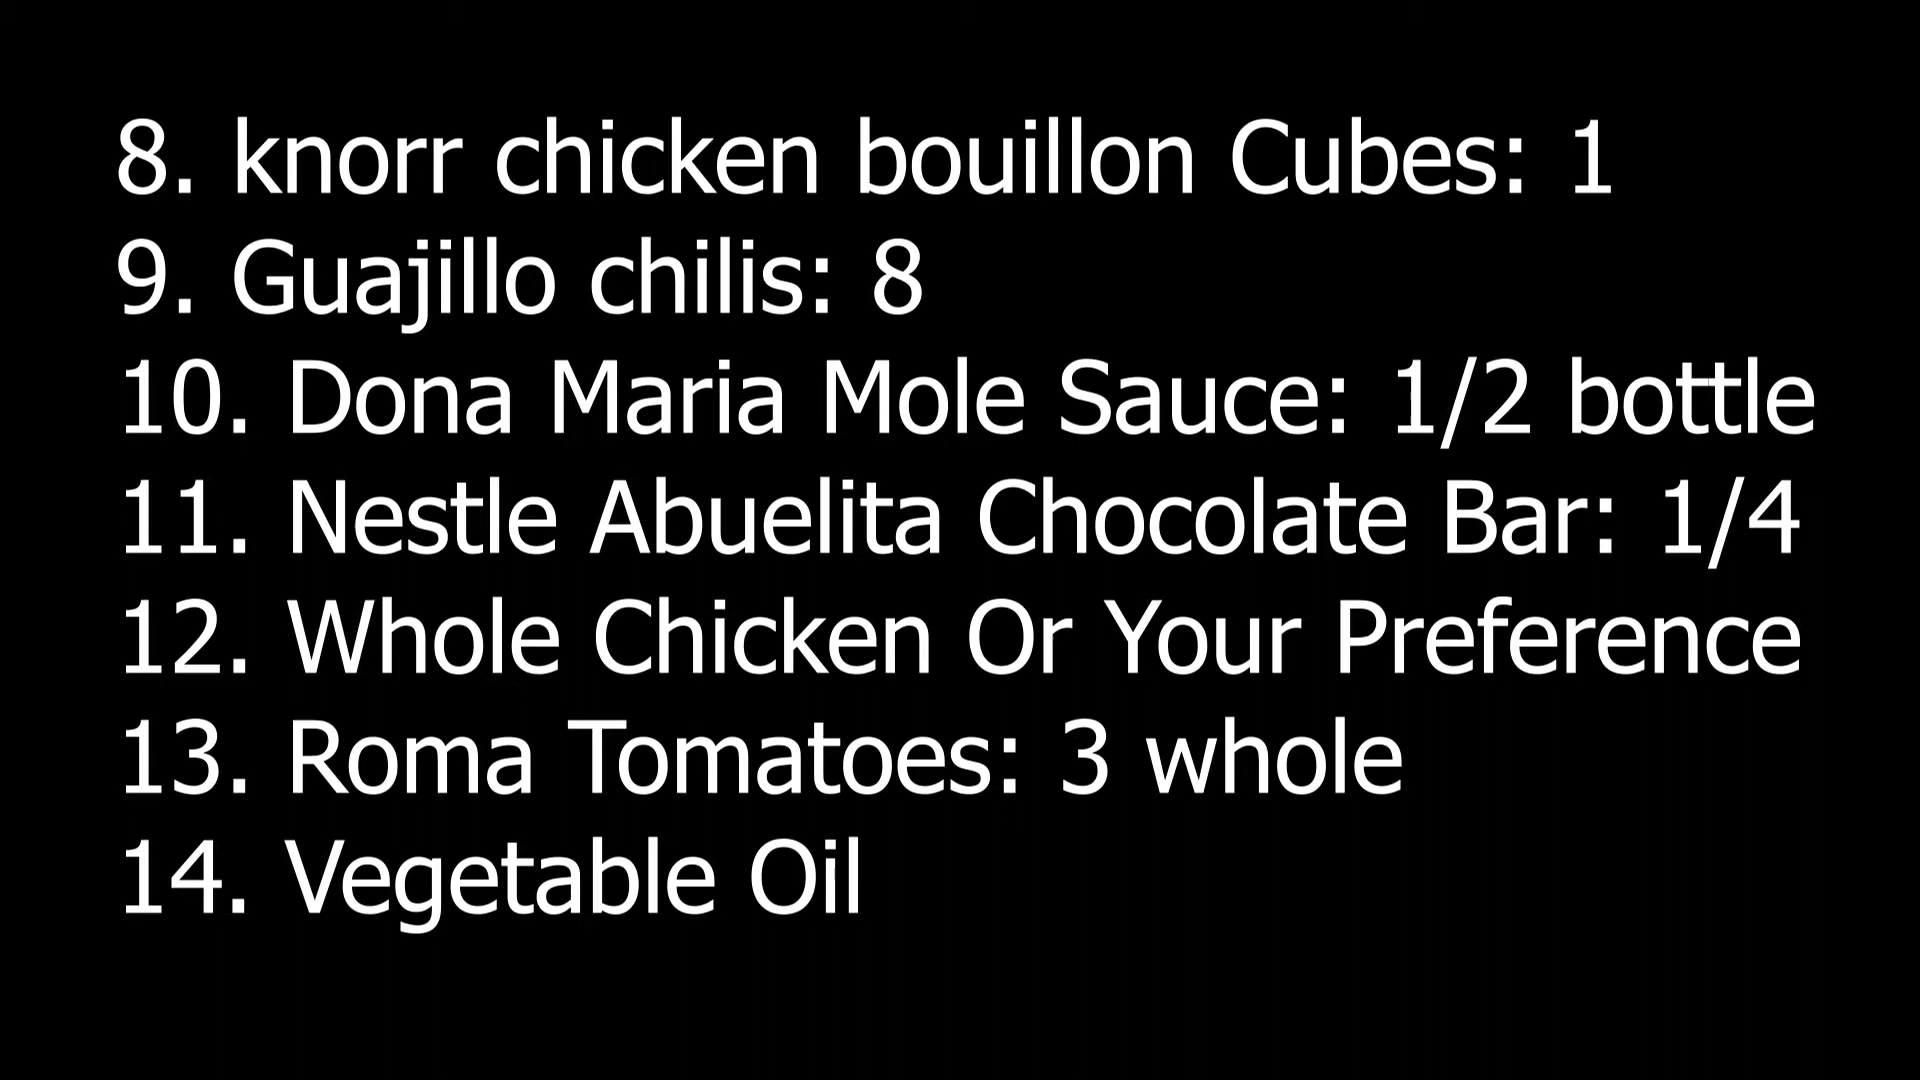 8. knorr chicken bouillon Cubes: 1
9. Guajillo chilis: 8
10. Dona Maria Mole Sauce: 1/2 bottle
11. Nestle Abuelita Chocolate Bar: 1/4
12. Whole Chicken Or Your Preference
13. Roma Tomatoes: 3 whole
14. Vegetable Oil